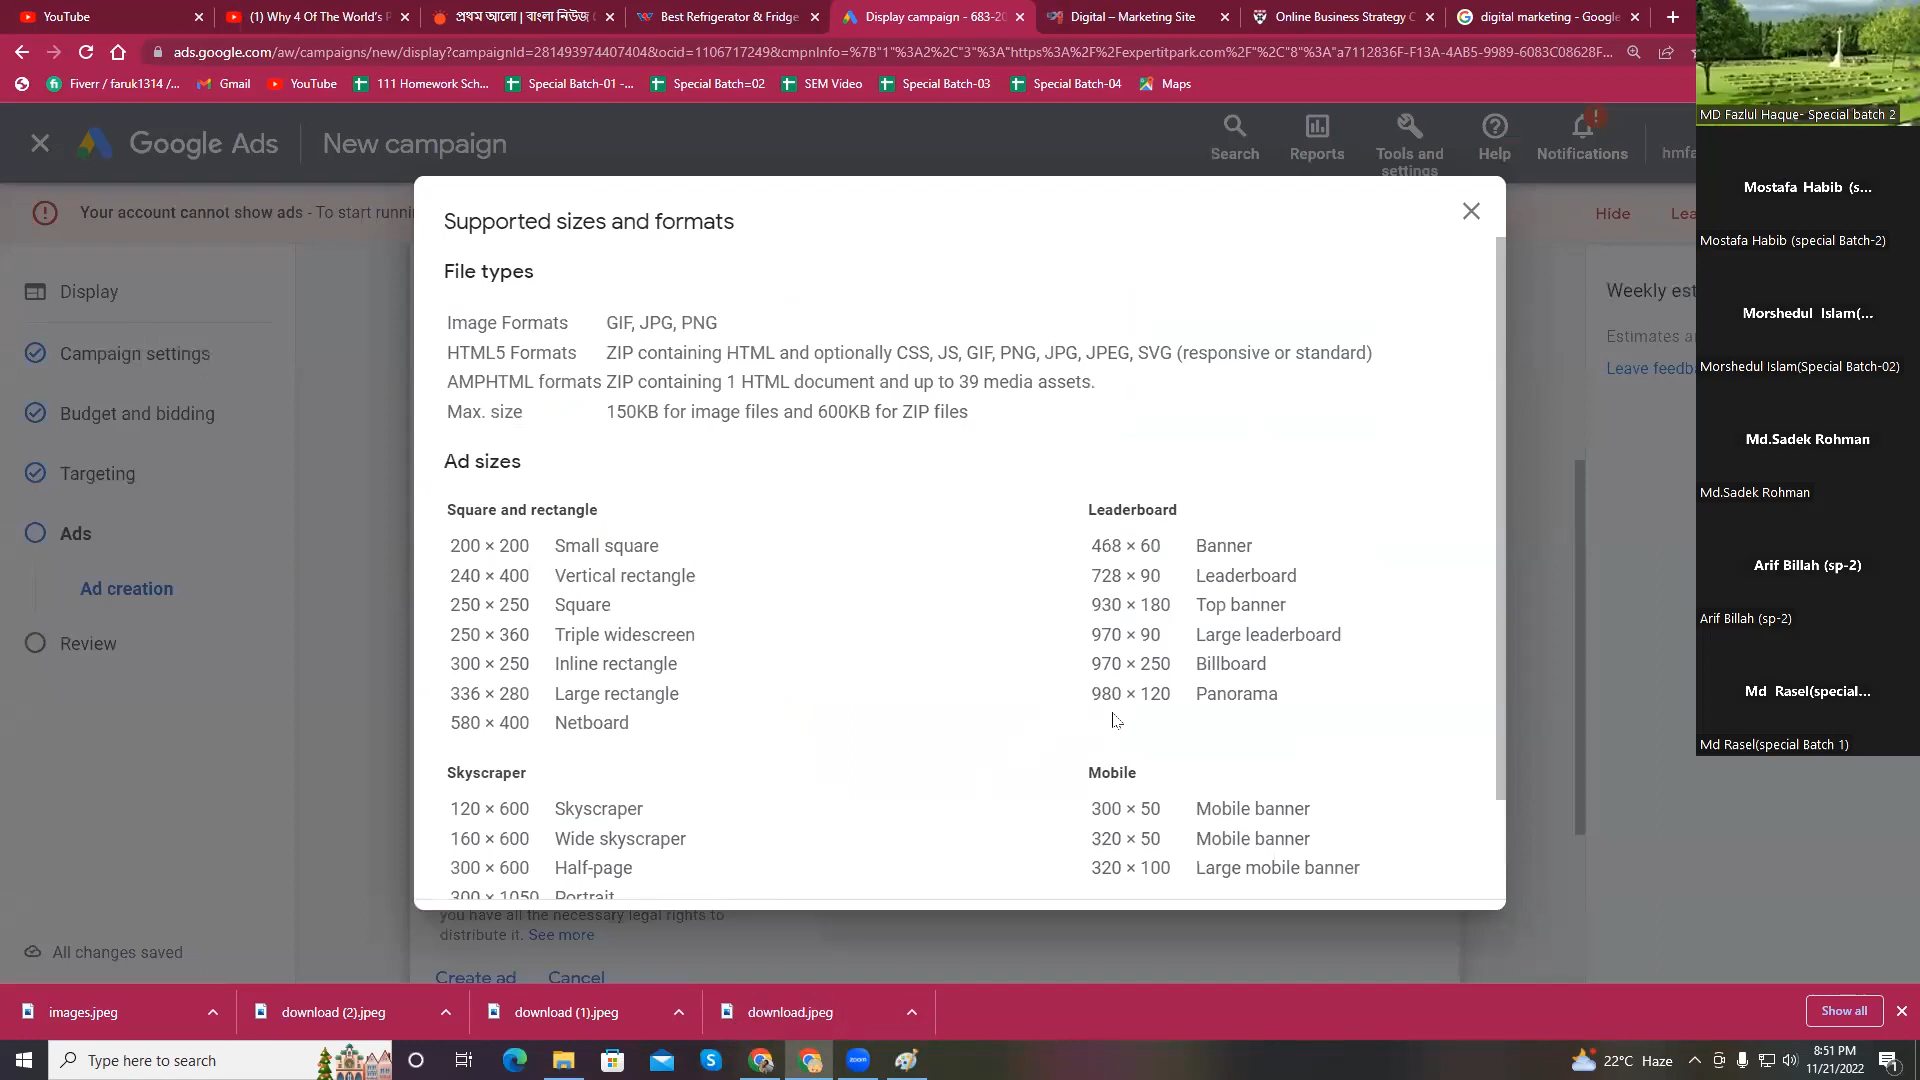 YouTube
(1) Why 4 Of The World's P
প্রথম আলো | বাংলা নিউজ
Best Refrigerator & Fridge
Display campaign - 683-20
Digital – Marketing Site
Online Business Strategy C
digital marketing - Google
ads.google.com/aw/campaigns/new/display?campaignId=281493974407404&ocid=1106717249&cmpnInfo=%7B"1"%3A2%2C"3"%3A"https%3A%2F%2Fexpertitpark.com%2F"%2C"8"%3A"a7112836F-F13A-4AB5-9989-6083C08628F...
Fiverr / faruk1314 /...
Gmail
YouTube
111 Homework Sch...
Special Batch-01 -...
Special Batch=02
SEM Video
Special Batch-03
Special Batch-04
Maps
Google Ads
New campaign
Search
Reports
Tools and settings
Help
Notifications
hmfa
Your account cannot show ads - To start runni
Hide
Lea
Display
Campaign settings
Budget and bidding
Targeting
Ads
Ad creation
Review
All changes saved
Supported sizes and formats
File types
Image Formats GIF, JPG, PNG
HTML5 Formats ZIP containing HTML and optionally CSS, JS, GIF, PNG, JPG, JPEG, SVG (responsive or standard)
AMPHTML formats ZIP containing 1 HTML document and up to 39 media assets.
Max. size 150KB for image files and 600KB for ZIP files
Ad sizes
Square and rectangle
200 × 200 Small square
240 × 400 Vertical rectangle
250 × 250 Square
250 × 360 Triple widescreen
300 × 250 Inline rectangle
336 × 280 Large rectangle
580 × 400 Netboard
Leaderboard
468 × 60 Banner
728 × 90 Leaderboard
930 × 180 Top banner
970 × 90 Large leaderboard
970 × 250 Billboard
980 × 120 Panorama
Skyscraper
120 × 600 Skyscraper
160 × 600 Wide skyscraper
300 × 600 Half-page
300 × 1050 Portrait
Mobile
300 × 50 Mobile banner
320 × 50 Mobile banner
320 × 100 Large mobile banner
you have all the necessary legal rights to
distribute it. See more
Create ad
Cancel
Weekly est
Estimates a
Leave feedb
MD Fazlul Haque- Special batch 2
Mostafa Habib (s...
Mostafa Habib (special Batch-2)
Morshedul Islam(...
Morshedul Islam(Special Batch-02)
Md.Sadek Rohman
Md.Sadek Rohman
Arif Billah (sp-2)
Arif Billah (sp-2)
Md Rasel(special...
Md Rasel(special Batch 1)
images.jpeg
download (2).jpeg
download (1).jpeg
download.jpeg
Show all
Type here to search
zoom
22°C Haze
8:51 PM
11/21/2022
1